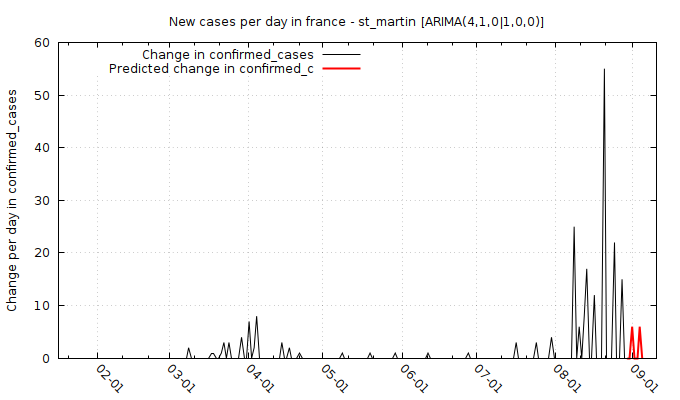 New cases per day in france - st_martin [ARIMA(4,1,0|1,0,0)]
Change in confirmed_cases
Predicted change in confirmed_c
Change per day in confirmed_cases
60
50
40
30
20
10
0
02-01 03-01 04-01 05-01 06-01 07-01 08-01 09-01